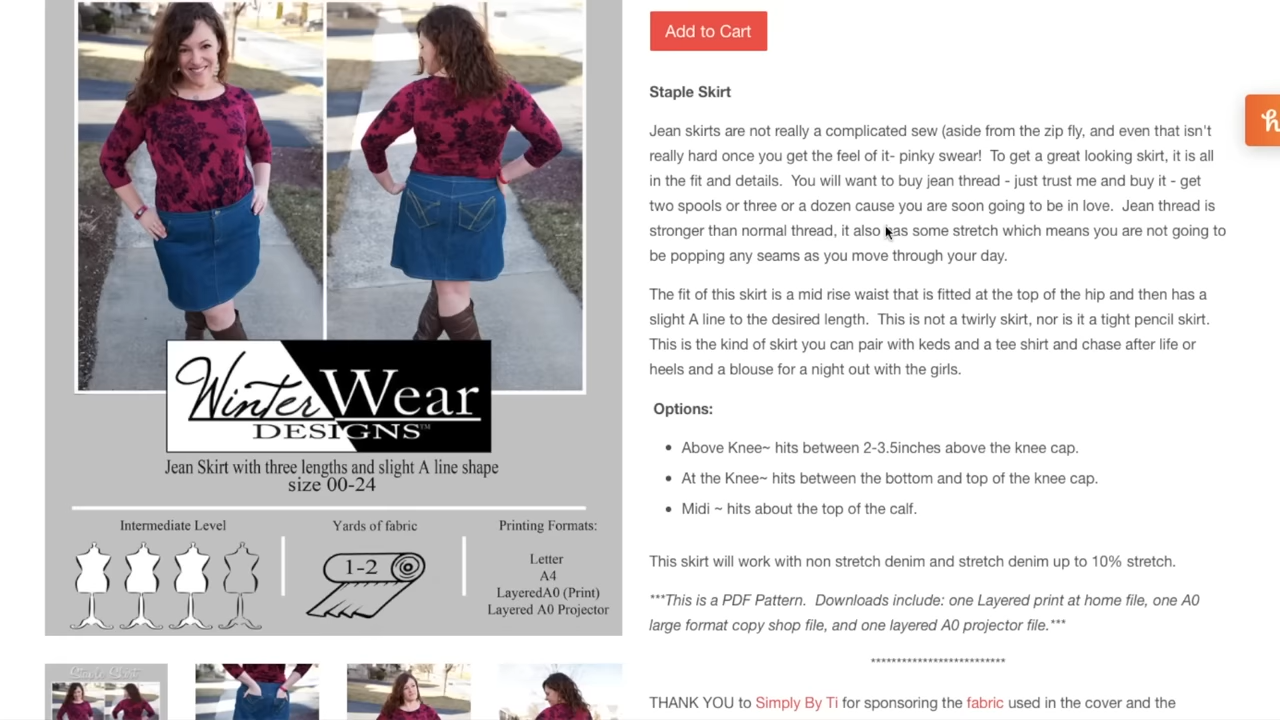 Add to Cart
Staple Skirt
Jean skirts are not really a complicated sew (aside from the zip fly, and even that isn't
really hard once you get the feel of it- pinky swear!  To get a great looking skirt, it is all
in the fit and details.  You will want to buy jean thread - just trust me and buy it - get
two spools or three or a dozen cause you are soon going to be in love.  Jean thread is
stronger than normal thread, it also has some stretch which means you are not going to
be popping any seams as you move through your day.
The fit of this skirt is a mid rise waist that is fitted at the top of the hip and then has a
slight A line to the desired length.  This is not a twirly skirt, nor is it a tight pencil skirt.
This is the kind of skirt you can pair with keds and a tee shirt and chase after life or
heels and a blouse for a night out with the girls.
Options:
Above Knee~ hits between 2-3.5inches above the knee cap.
At the Knee~ hits between the bottom and top of the knee cap.
Midi ~ hits about the top of the calf.
This skirt will work with non stretch denim and stretch denim up to 10% stretch.
***This is a PDF Pattern.  Downloads include: one Layered print at home file, one A0
large format copy shop file, and one layered A0 projector file.***
**************************
THANK YOU to Simply By Ti for sponsoring the fabric used in the cover and the
Winter Wear
DESIGNS™
Jean Skirt with three lengths and slight A line shape
size 00-24
Intermediate Level
Yards of fabric
1-2
Printing Formats:
Letter
A4
LayeredA0 (Print)
Layered A0 Projector
Staple Skirt
h